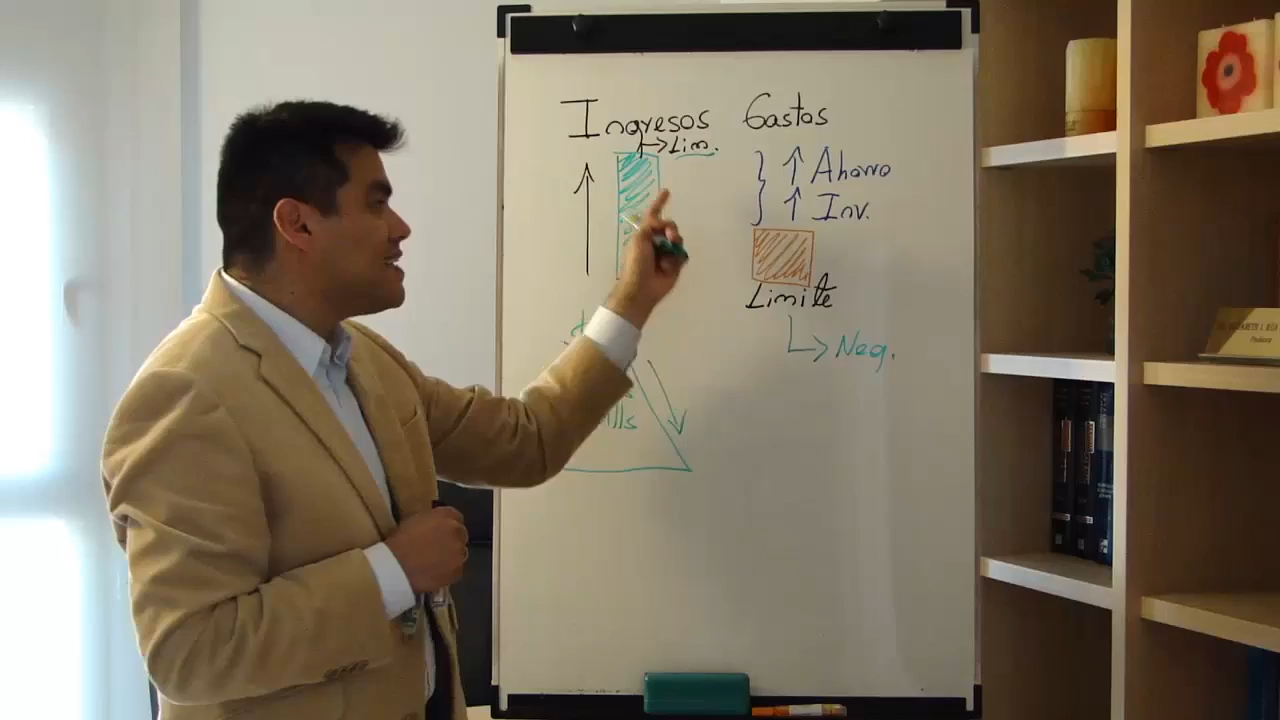 Ingresos Gastos
Lim.
↑ Ahorro
↑ Inv.
Limite
Neg.